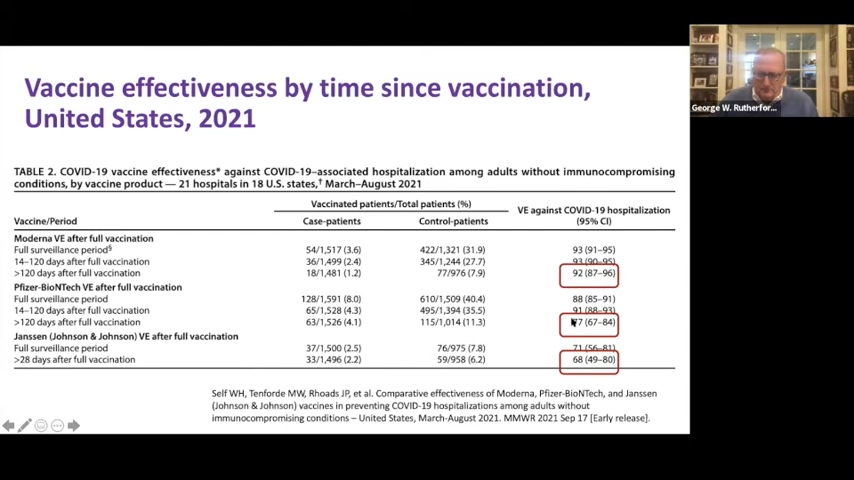 Vaccine effectiveness by time since vaccination,
United States, 2021
George W. Rutherfor...
TABLE 2. COVID-19 vaccine effectiveness* against COVID-19–associated hospitalization among adults without immunocompromising
conditions, by vaccine product — 21 hospitals in 18 U.S. states,† March–August 2021
Vaccinated patients/Total patients (%)
VE against COVID-19 hospitalization
(95% CI)
Vaccine/Period Case-patients Control-patients
Moderna VE after full vaccination
Full surveillance period§ 54/1,517 (3.6) 422/1,321 (31.9) 93 (91–95)
14–120 days after full vaccination 36/1,499 (2.4) 345/1,244 (27.7) 93 (90–95)
>120 days after full vaccination 18/1,481 (1.2) 77/976 (7.9) 92 (87–96)
Pfizer-BioNTech VE after full vaccination
Full surveillance period 128/1,591 (8.0) 610/1,509 (40.4) 88 (85–91)
14–120 days after full vaccination 65/1,528 (4.3) 495/1,394 (35.5) 91 (88–93)
>120 days after full vaccination 63/1,526 (4.1) 115/1,014 (11.3) 77 (67–84)
Janssen (Johnson & Johnson) VE after full vaccination
Full surveillance period 37/1,500 (2.5) 76/975 (7.8) 71 (56–81)
>28 days after full vaccination 33/1,496 (2.2) 59/958 (6.2) 68 (49–80)
Self WH, Tenforde MW, Rhoads JP, et al. Comparative effectiveness of Moderna, Pfizer-BioNTech, and Janssen
(Johnson & Johnson) vaccines in preventing COVID-19 hospitalizations among adults without
immunocompromising conditions – United States, March-August 2021. MMWR 2021 Sep 17 [Early release].